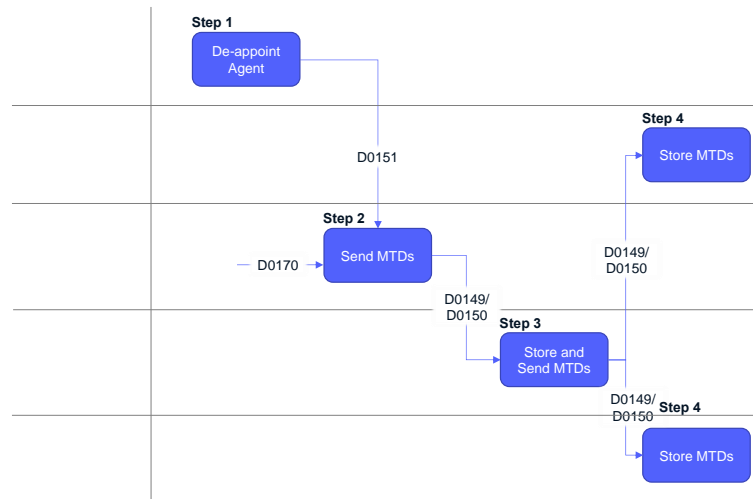 Step 1
De-appoint
Agent
Step 4
Store MTDs
D0151
Step 2
Send MTDs
D0170
D0149/
D0150
D0149/
D0150
Step 3
Store and
Send MTDs
D0149/
D0150
Step 4
Store MTDs